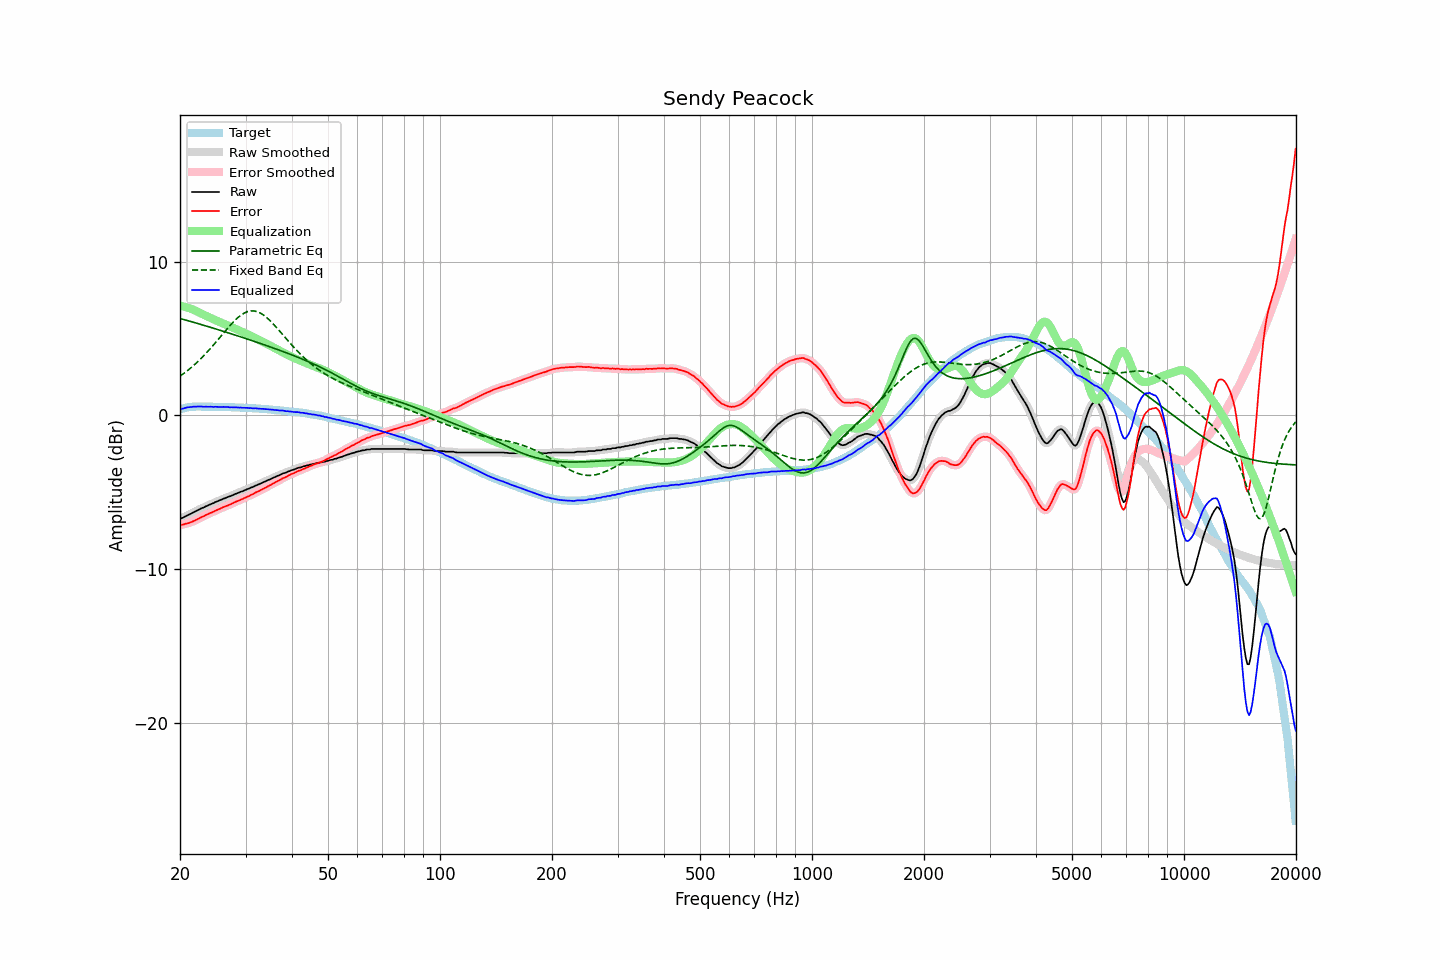 Sendy Peacock
Target
Raw Smoothed
Error Smoothed
Raw
Error
Equalization
Parametric Eq
Fixed Band Eq
Equalized
10
0
−10
−20
Amplitude (dBr)
20 50 100 200 500 1000 2000 5000 10000 20000
Frequency (Hz)